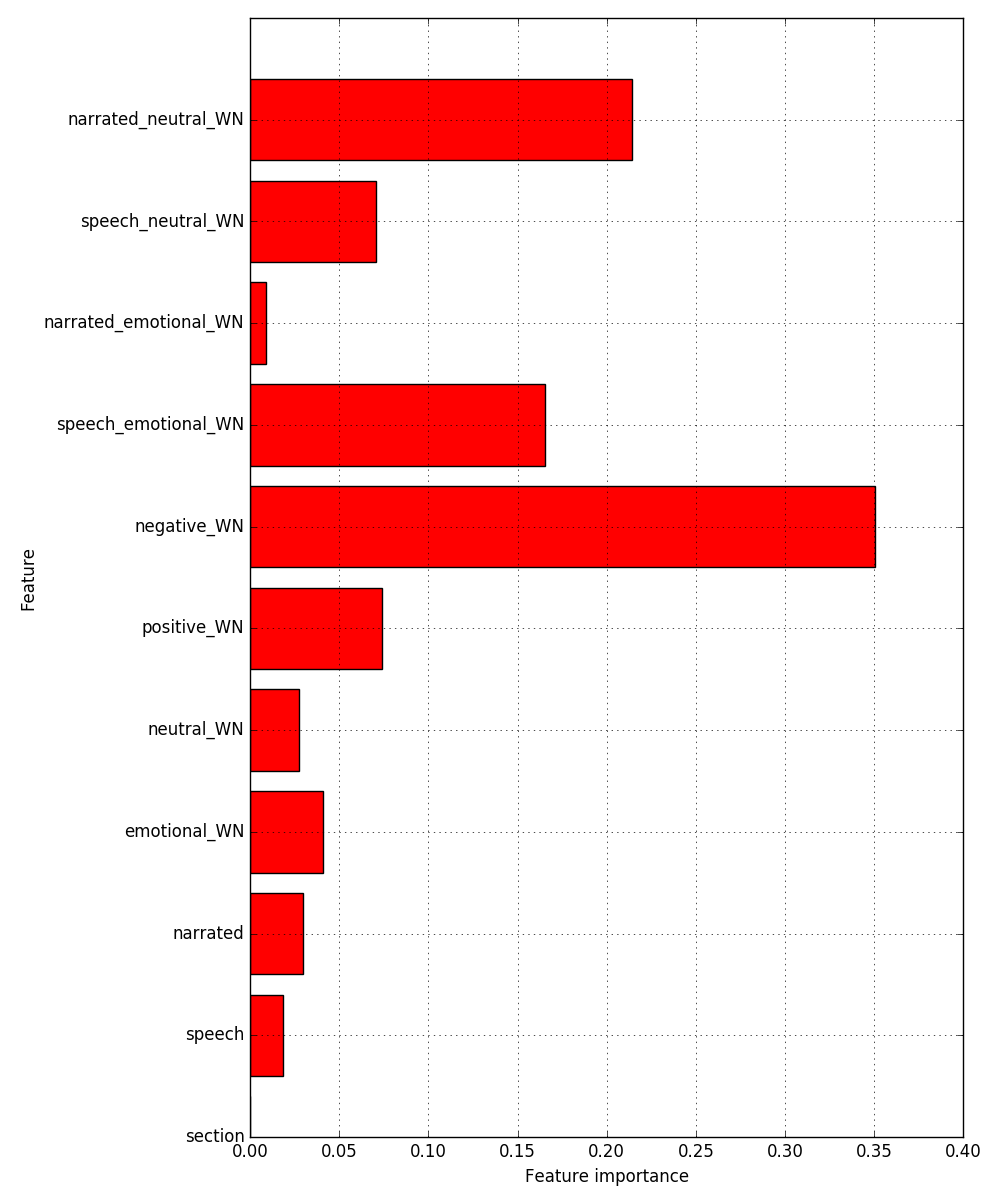 narrated_neutral_WN
speech_neutral_WN
narrated_emotional_WN
speech_emotional_WN
negative_WN
positive_WN
neutral_WN
emotional_WN
narrated
speech
section
Feature
0.00 0.05 0.10 0.15 0.20 0.25 0.30 0.35 0.40
Feature importance